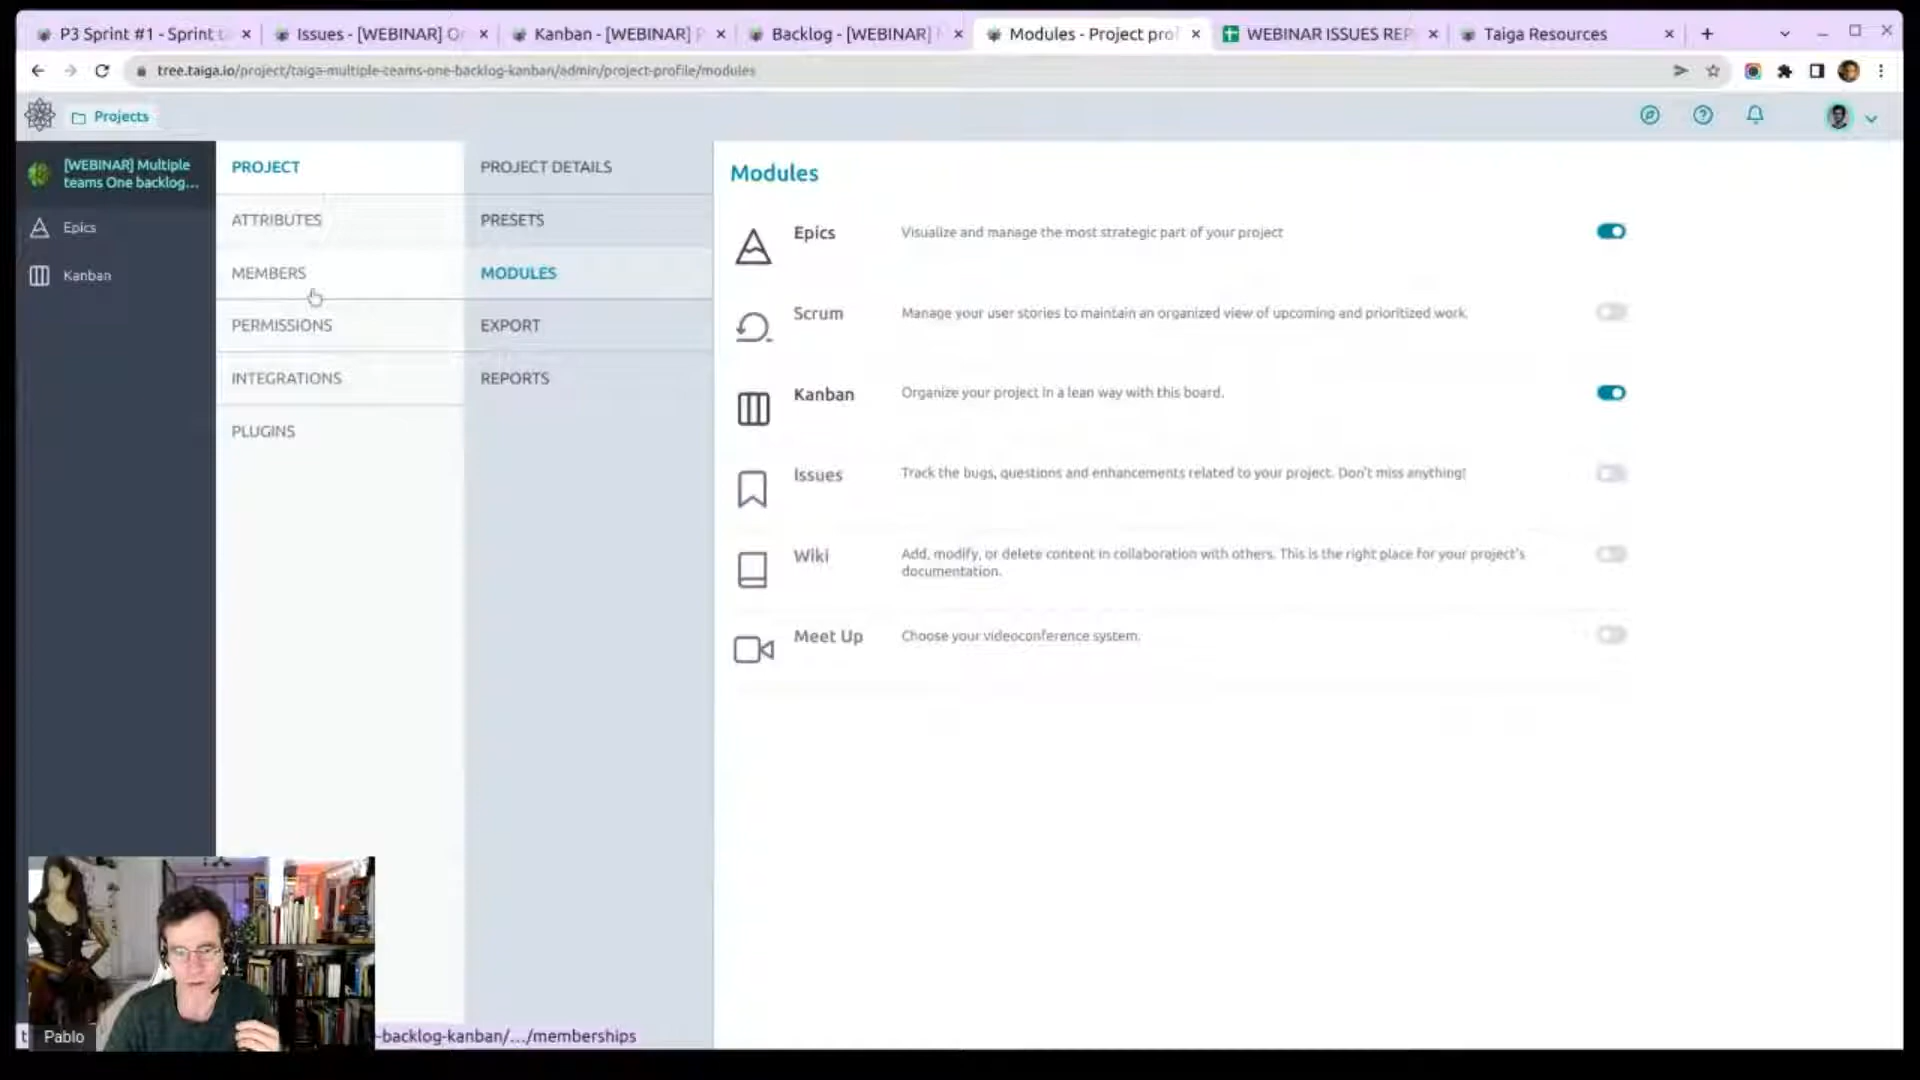 P3 Sprint #1 - Sprint
Issues - [WEBINAR]
Kanban - [WEBINAR]
Backlog - [WEBINAR]
Modules - Project pro
WEBINAR ISSUES REP
Taiga Resources
tree.taiga.io/project/taiga-multiple-teams-one-backlog-kanban/admin/project-profile/modules
Projects
[WEBINAR] Multiple
teams One backlog...
Epics
Kanban
PROJECT
ATTRIBUTES
MEMBERS
PERMISSIONS
INTEGRATIONS
PLUGINS
PROJECT DETAILS
PRESETS
MODULES
EXPORT
REPORTS
Modules
Epics
Visualize and manage the most strategic part of your project
Scrum
Manage your user stories to maintain an organized view of upcoming and prioritized work.
Kanban
Organize your project in a lean way with this board.
Issues
Track the bugs, questions and enhancements related to your project. Don't miss anything!
Wiki
Add, modify, or delete content in collaboration with others. This is the right place for your project's
documentation.
Meet Up
Choose your videoconference system.
Pablo
-backlog-kanban/.../memberships